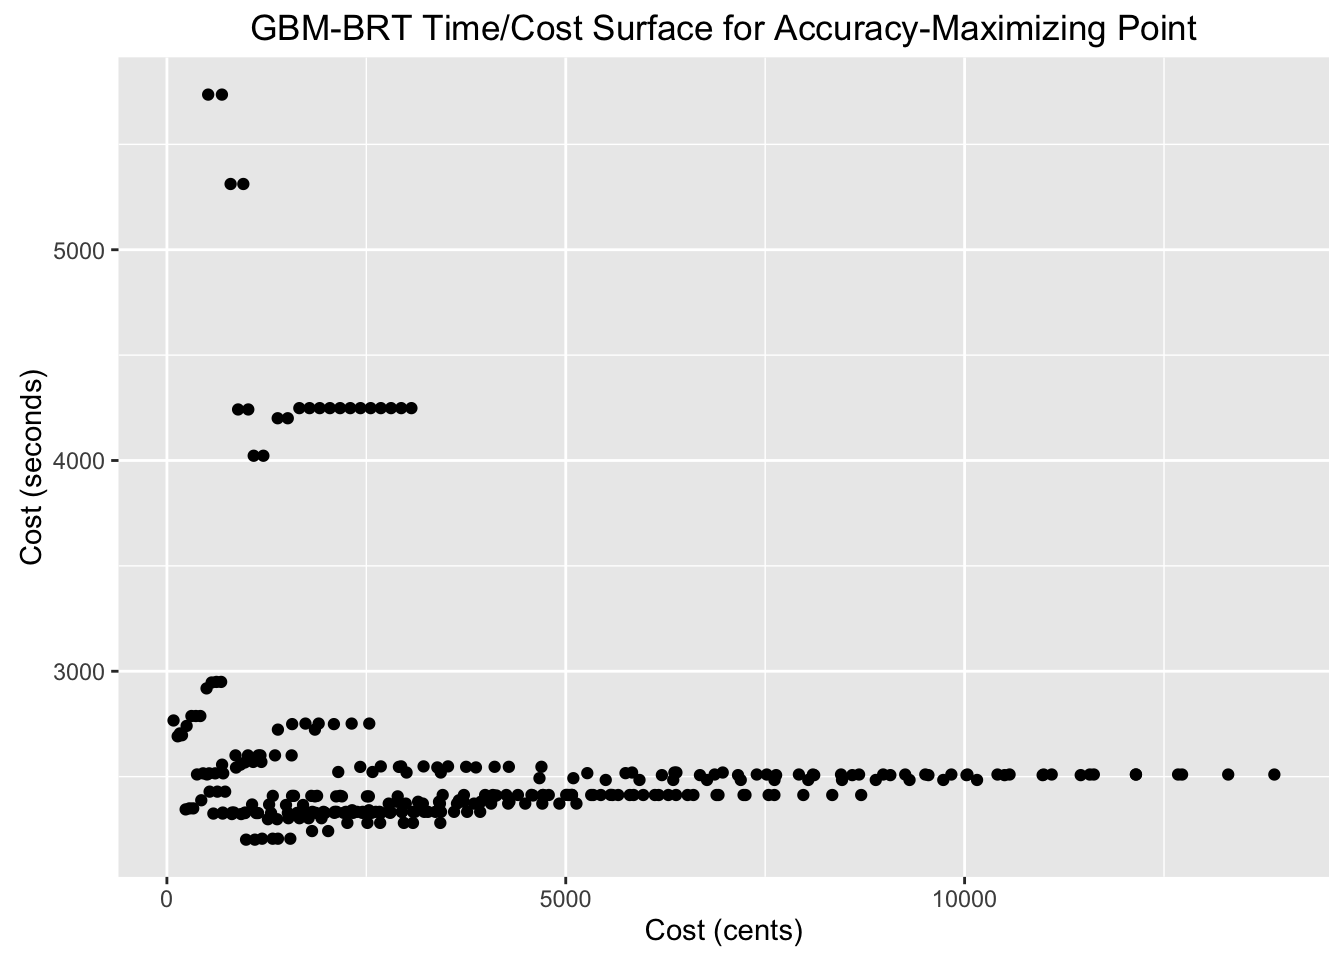 GBM-BRT Time/Cost Surface for Accuracy-Maximizing Point
5000
4000
3000
Cost (seconds)
0
5000
10000
Cost (cents)